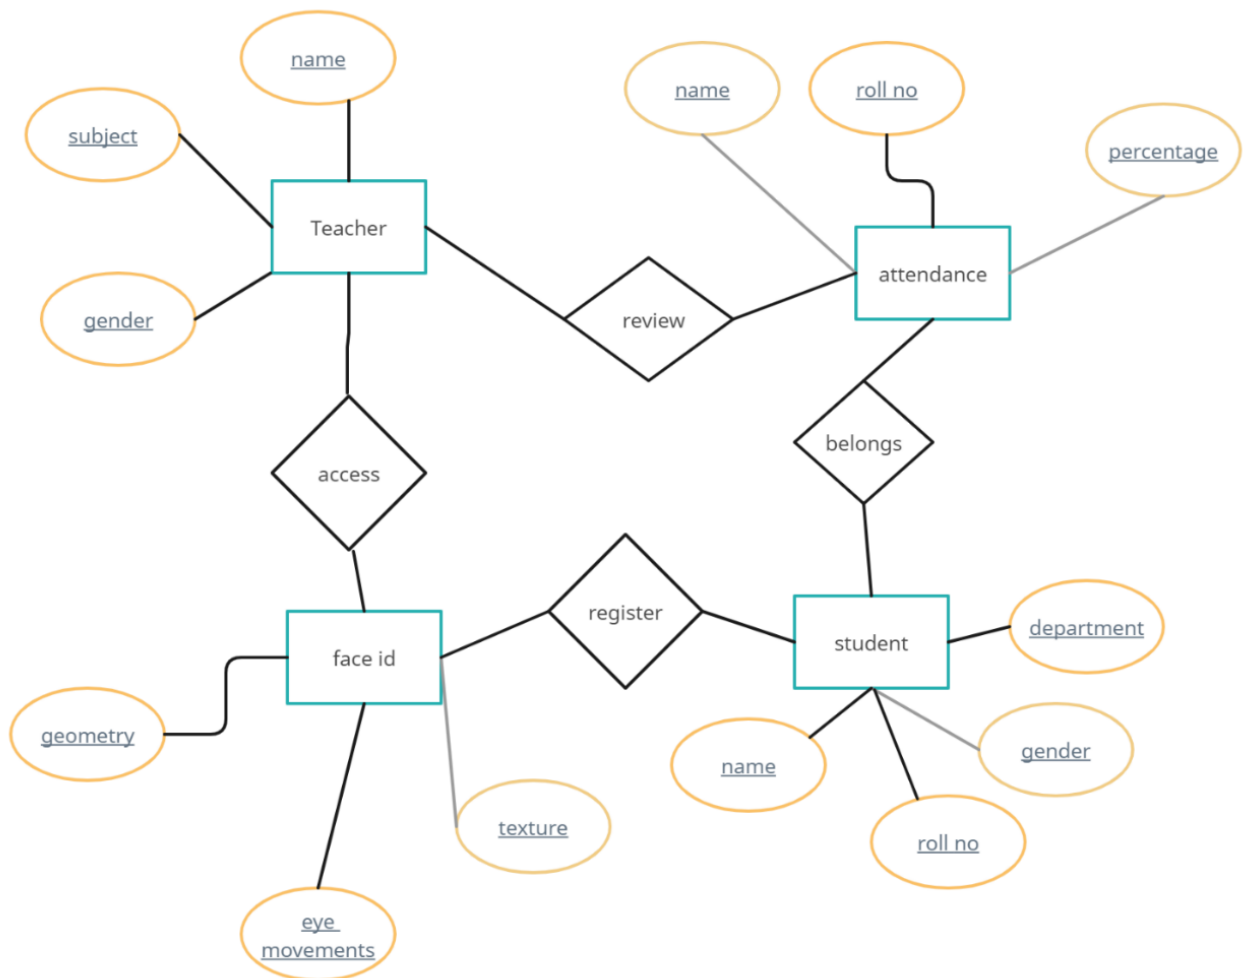 name
name
roll no
subject
percentage
Teacher
attendance
gender
review
belongs
access
register
department
student
face id
geometry
gender
name
texture
roll no
eye
movements